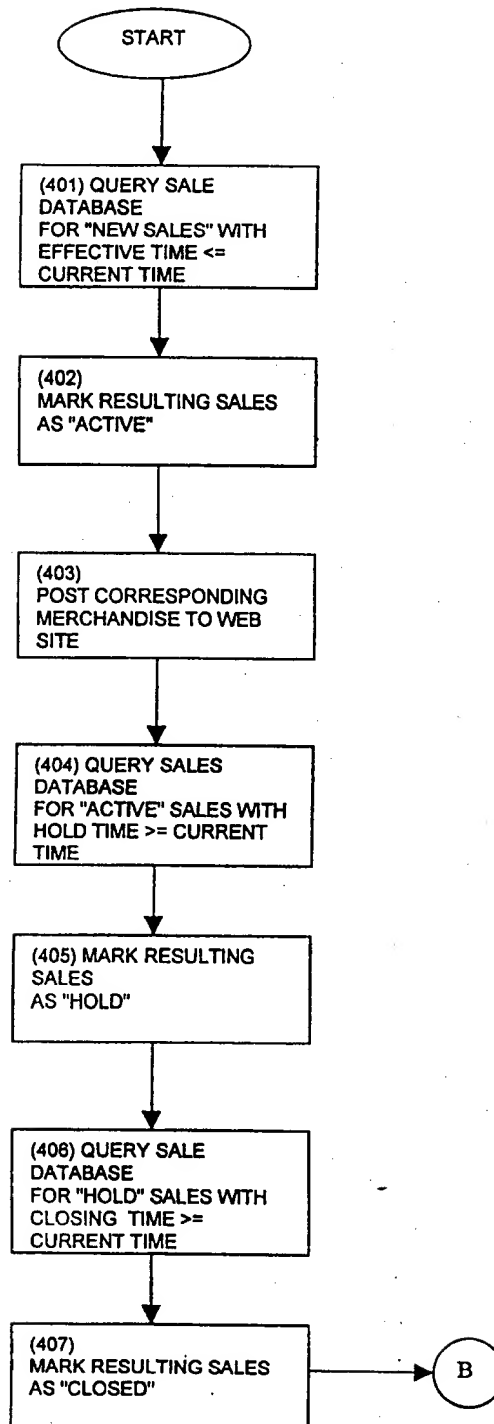 START
(401) QUERY SALE
DATABASE
FOR "NEW SALES" WITH
EFFECTIVE TIME <=
CURRENT TIME
(402)
MARK RESULTING SALES
AS "ACTIVE"
(403)
POST CORRESPONDING
MERCHANDISE TO WEB
SITE
(404) QUERY SALES
DATABASE
FOR "ACTIVE" SALES WITH
HOLD TIME >= CURRENT
TIME
(405) MARK RESULTING
SALES
AS "HOLD"
(406) QUERY SALE
DATABASE
FOR "HOLD" SALES WITH
CLOSING TIME >=
CURRENT TIME
(407)
MARK RESULTING SALES
AS "CLOSED"
B